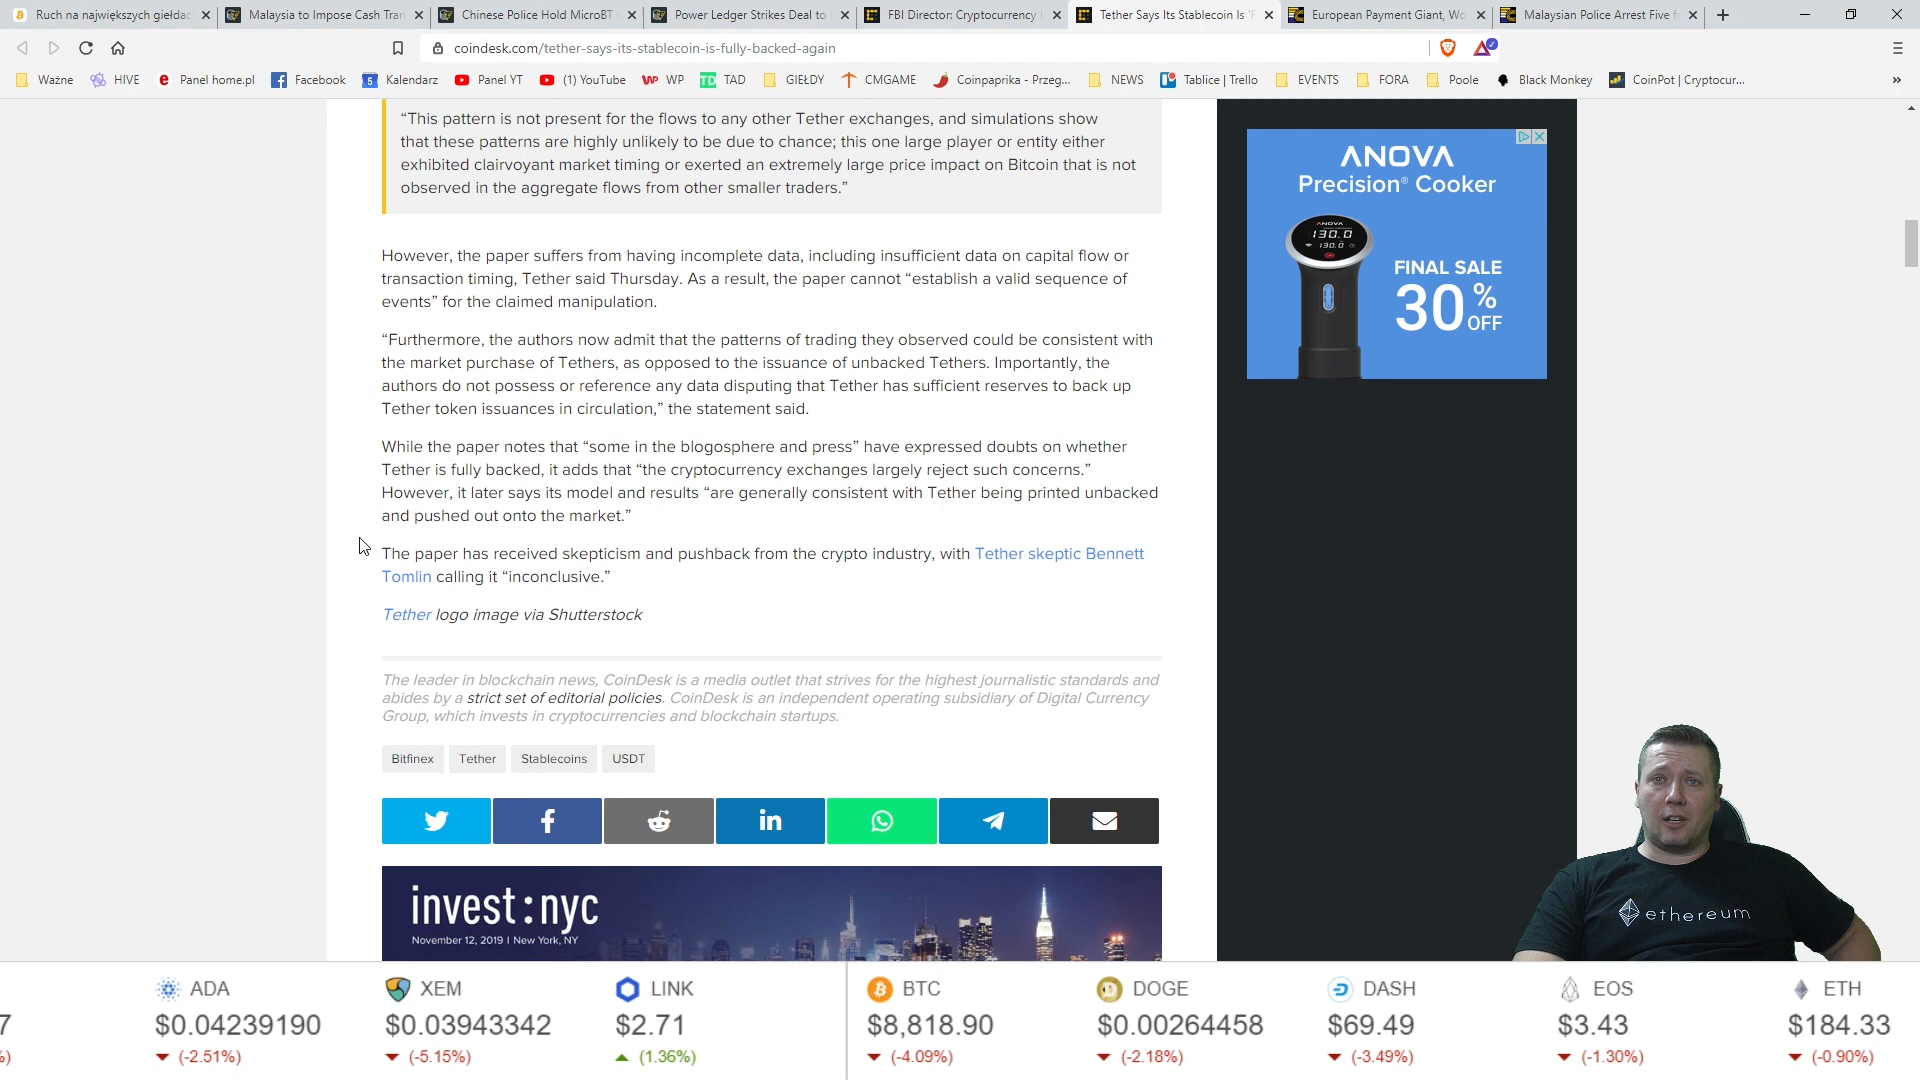 Ruch na największych giełdac
Malaysia to Impose Cash Tran
Chinese Police Hold MicroBT
Power Ledger Strikes Deal to
FBI Director: Cryptocurrency
Tether Says Its Stablecoin Is 'F
European Payment Giant, Wo
Malaysian Police Arrest Five f
coindesk.com/tether-says-its-stablecoin-is-fully-backed-again
Ważne
HIVE
Panel home.pl
Facebook
Kalendarz
Panel YT
(1) YouTube
WP
TAD
GIEŁDY
CMGAME
Coinpaprika - Przeg...
NEWS
Tablice | Trello
EVENTS
FORA
Poole
Black Monkey
CoinPot | Cryptocur...
“This pattern is not present for the flows to any other Tether exchanges, and simulations show
that these patterns are highly unlikely to be due to chance; this one large player or entity either
exhibited clairvoyant market timing or exerted an extremely large price impact on Bitcoin that is not
observed in the aggregate flows from other smaller traders.”
However, the paper suffers from having incomplete data, including insufficient data on capital flow or
transaction timing, Tether said Thursday. As a result, the paper cannot “establish a valid sequence of
events” for the claimed manipulation.
“Furthermore, the authors now admit that the patterns of trading they observed could be consistent with
the market purchase of Tethers, as opposed to the issuance of unbacked Tethers. Importantly, the
authors do not possess or reference any data disputing that Tether has sufficient reserves to back up
Tether token issuances in circulation,” the statement said.
While the paper notes that “some in the blogosphere and press” have expressed doubts on whether
Tether is fully backed, it adds that “the cryptocurrency exchanges largely reject such concerns.”
However, it later says its model and results “are generally consistent with Tether being printed unbacked
and pushed out onto the market.”
The paper has received skepticism and pushback from the crypto industry, with Tether skeptic Bennett
Tomlin calling it “inconclusive.”
Tether logo image via Shutterstock
The leader in blockchain news, CoinDesk is a media outlet that strives for the highest journalistic standards and
abides by a strict set of editorial policies. CoinDesk is an independent operating subsidiary of Digital Currency
Group, which invests in cryptocurrencies and blockchain startups.
Bitfinex
Tether
Stablecoins
USDT
invest:nyc
November 12, 2019 | New York, NY
ANOVA
Precision® Cooker
ANOVA
130.0
130.0
FINAL SALE
30%
OFF
ethereum
7
%)
ADA
$0.04239190
(-2.51%)
XEM
$0.03943342
(-5.15%)
LINK
$2.71
(1.36%)
BTC
$8,818.90
(-4.09%)
DOGE
$0.00264458
(-2.18%)
DASH
$69.49
(-3.49%)
EOS
$3.43
(-1.30%)
ETH
$184.33
(-0.90%)